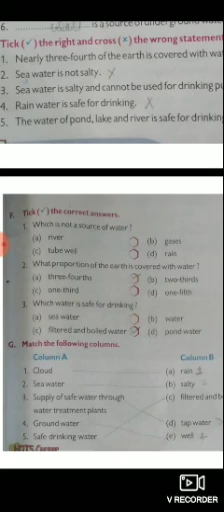 6. is a source of underground
Tick (✓) the right and cross (×) the wrong statement
1. Nearly three-fourth of the earth is covered with wa
2. Sea water is not salty. ×
3. Sea water is salty and cannot be used for drinking pu
4. Rain water is safe for drinking. ×
5. The water of pond, lake and river is safe for drinkin
F. Tick (✓) the correct answers.
1. Which is not a source of water?
(a) river (b) gases
(c) tube well (d) rain
2. What proportion of the earth is covered with water?
(a) three-fourths (b) two-thirds
(c) one-third (d) one-fifth
3. Which water is safe for drinking?
(a) sea water (b) water
(c) filtered and boiled water (d) pond water
G. Match the following columns.
Column A Column B
1. Cloud (a) rain
2. Sea water (b) salty
3. Supply of safe water through (c) filtered and b
water treatment plants
4. Ground water (d) tap water
5. Safe drinking water (e) well
HOTS Corner
V RECORDER